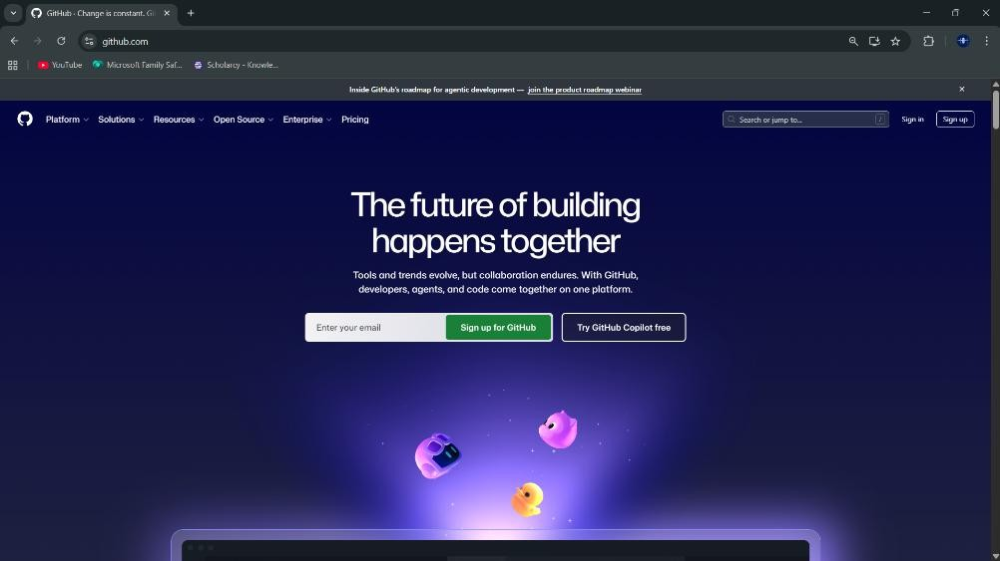 GitHub · Change is constant. Gi
github.com
YouTube
Microsoft Family Saf...
Scholarcy - Knowle...
Inside GitHub's roadmap for agentic development — join the product roadmap webinar
Platform Solutions Resources Open Source Enterprise Pricing
Search or jump to... /
Sign in
Sign up
The future of building
happens together
Tools and trends evolve, but collaboration endures. With GitHub,
developers, agents, and code come together on one platform.
Enter your email
Sign up for GitHub
Try GitHub Copilot free